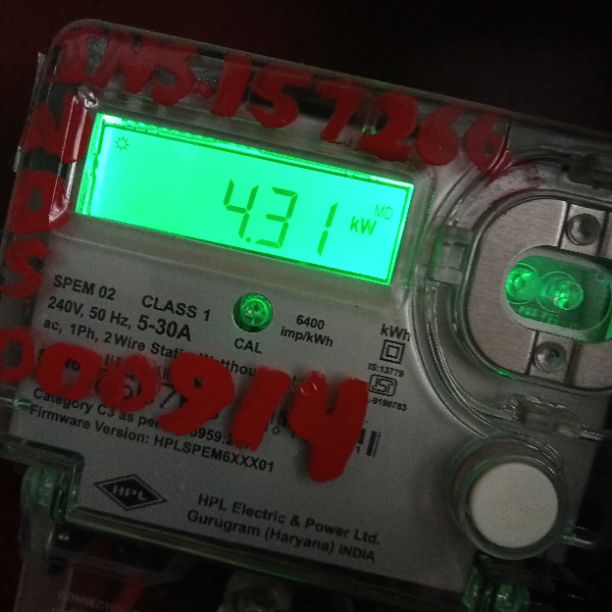 SNS.157266
NDS
MD
4.31 kW
SPEM 02 CLASS 1
240V, 50 Hz, 5-30A
ac, 1Ph, 2 Wire
CAL
6400
imp/kWh
kWh
IS:13779
000914
Category C3 as per
Firmware Version: HPLSPEM6XXX01
HPL
HPL Electric & Power Ltd.
Gurugram (Haryana) INDIA